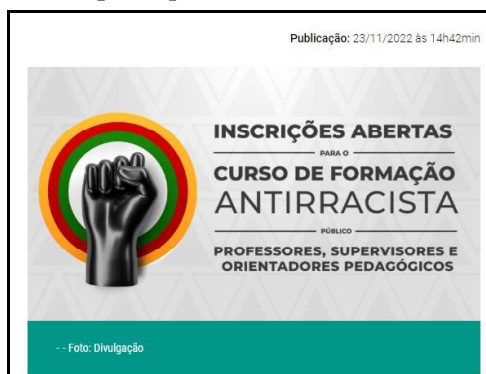 Publicação: 23/11/2022 às 14h42min
INSCRIÇÕES ABERTAS
PARA O
CURSO DE FORMAÇÃO
ANTIRRACISTA
PÚBLICO
PROFESSORES, SUPERVISORES E
ORIENTADORES PEDAGÓGICOS
- - Foto: Divulgação